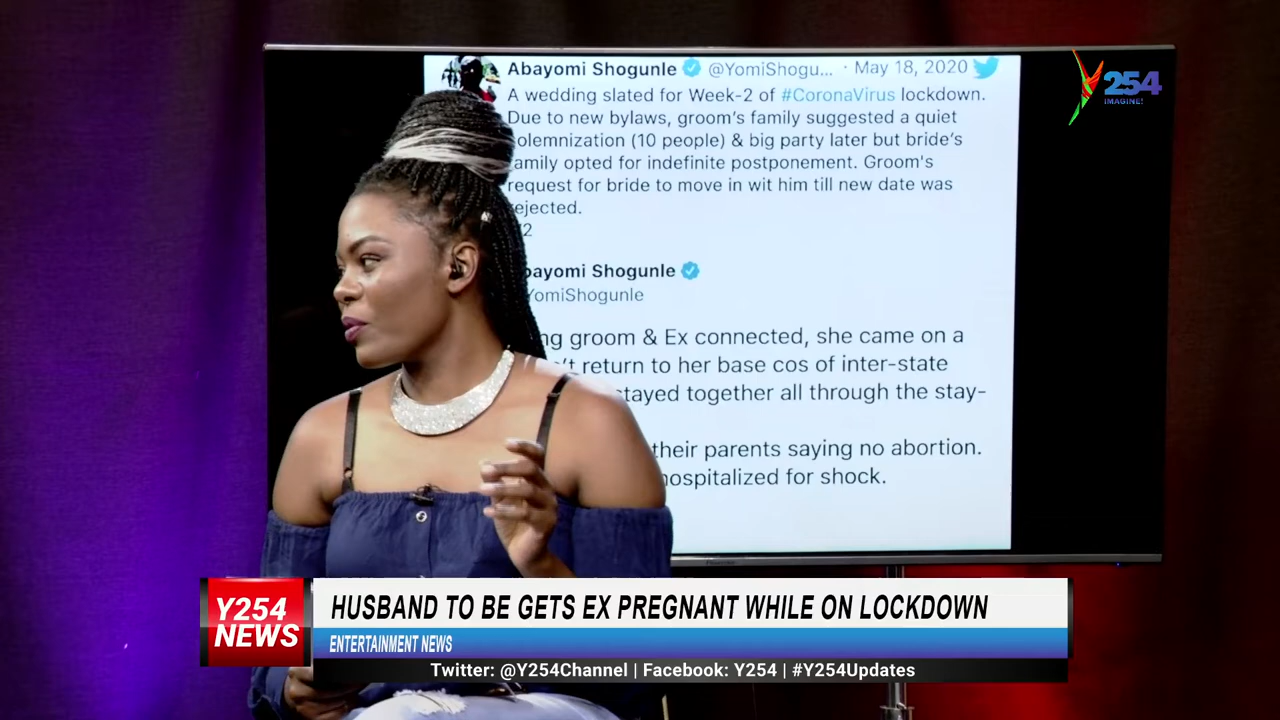 Abayomi Shogunle @YomiShogu... · May 18, 2020
A wedding slated for Week-2 of #CoronaVirus lockdown.
Due to new bylaws, groom's family suggested a quiet
olemnization (10 people) & big party later but bride's
amily opted for indefinite postponement. Groom's
request for bride to move in wit him till new date was
ejected.
2
bayomi Shogunle
YomiShogunle
ng groom & Ex connected, she came on a
't return to her base cos of inter-state
stayed together all through the stay-
their parents saying no abortion.
hospitalized for shock.
Y254
IMAGINE!
Y254
NEWS
HUSBAND TO BE GETS EX PREGNANT WHILE ON LOCKDOWN
ENTERTAINMENT NEWS
Twitter: @Y254Channel | Facebook: Y254 | #Y254Updates